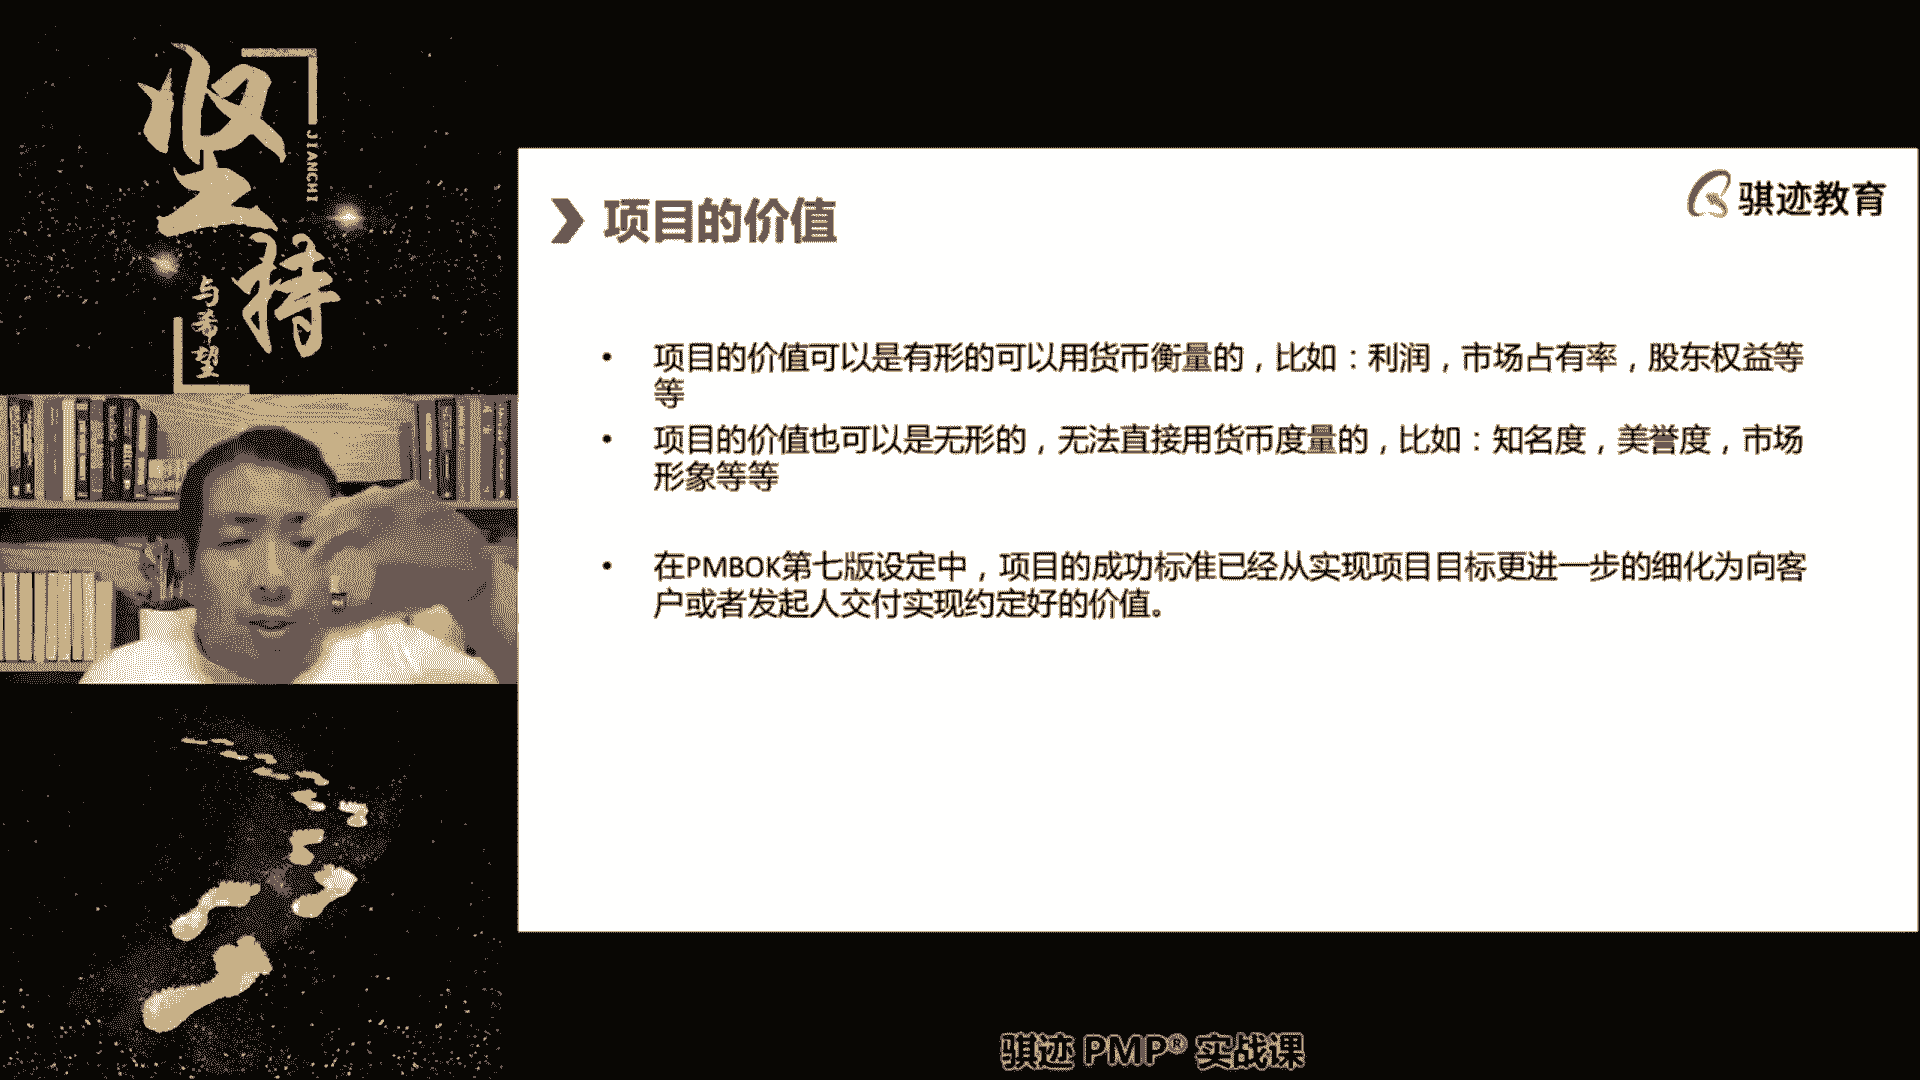 坚持
JIANCHI
与希望
项目的价值
骐迹教育
• 项目的价值可以是有形的可以用货币衡量的，比如：利润，市场占有率，股东权益等
等
• 项目的价值也可以是无形的，无法直接用货币度量的，比如：知名度，美誉度，市场
形象等等
• 在PMBOK第七版设定中，项目的成功标准已经从实现项目目标更进一步的细化为向客
户或者发起人交付实现约定好的价值。
骐迹 PMP® 实战课